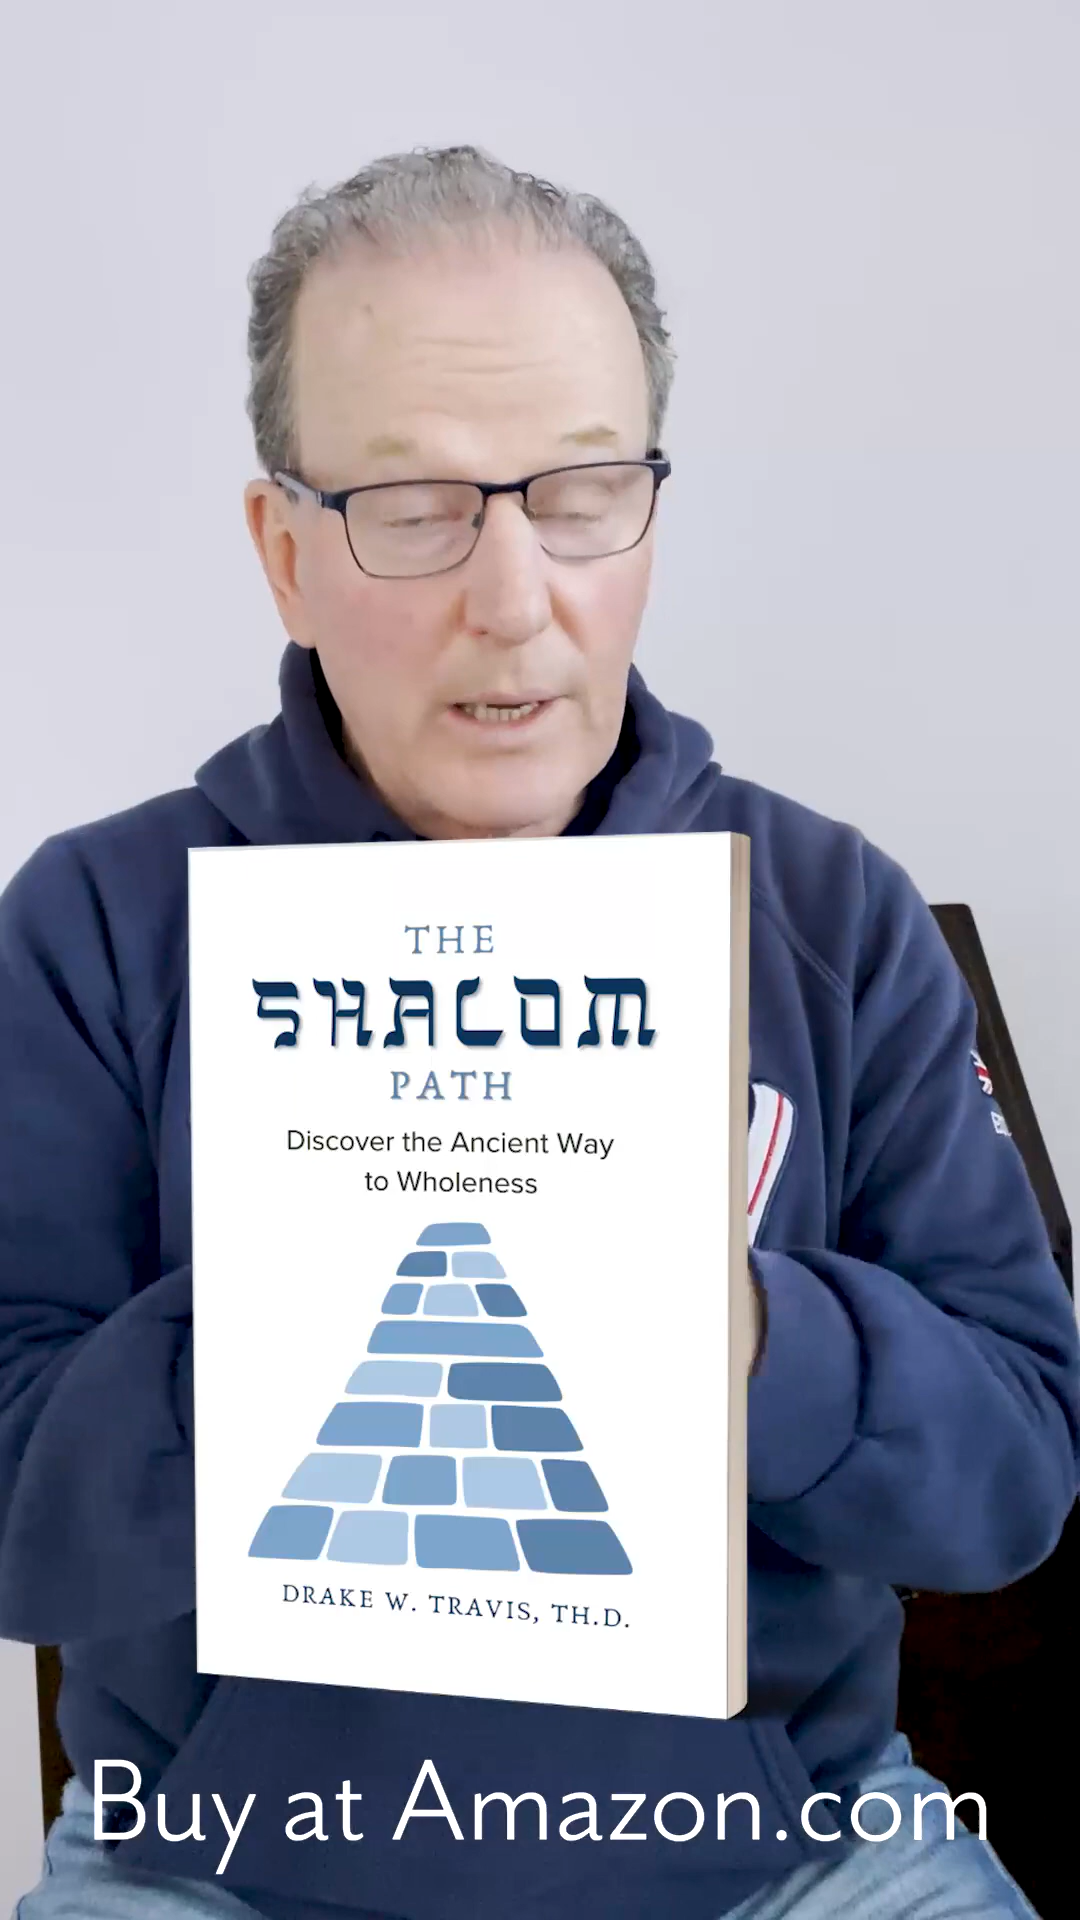 THE
SHALOM
PATH
Discover the Ancient Way
to Wholeness
DRAKE W. TRAVIS, TH.D.
Buy at Amazon.com